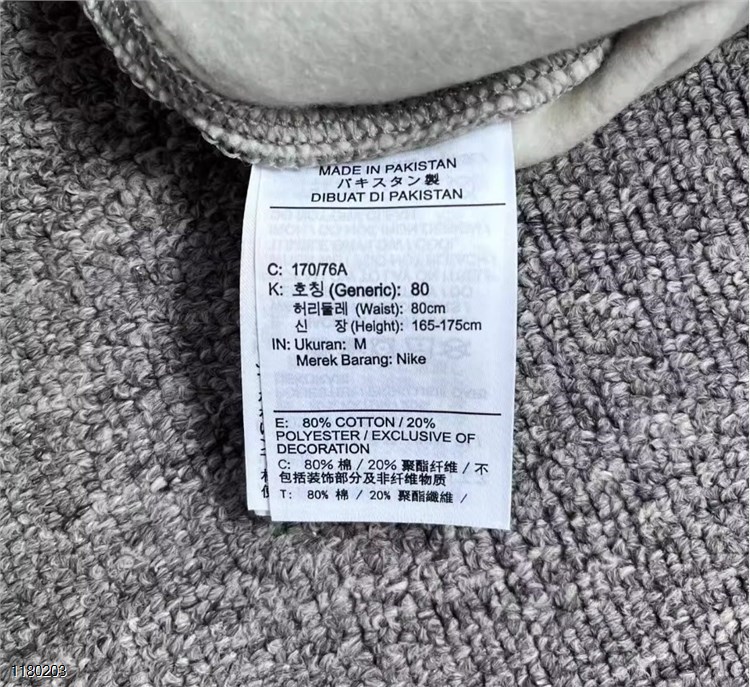 MADE IN PAKISTAN
パキスタン製
DIBUAT DI PAKISTAN
C: 170/76A
K: 호칭 (Generic): 80
허리둘레 (Waist): 80cm
신 장 (Height): 165-175cm
IN: Ukuran: M
Merek Barang: Nike
E: 80% COTTON / 20%
POLYESTER / EXCLUSIVE OF
DECORATION
C: 80% 棉 / 20% 聚酯纤维 / 不
包括装饰部分及非纤维物质
T: 80% 棉 / 20% 聚酯纖維 /
1180203